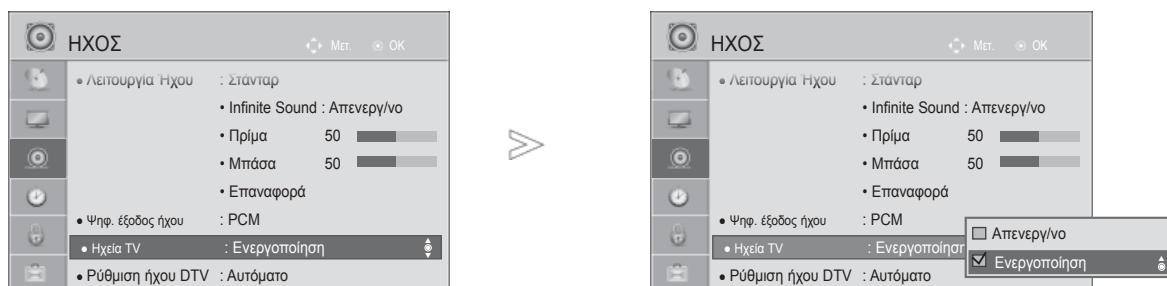 ΗΧΟΣ Μετ. OK
• Λειτουργία Ήχου : Στάνταρ
• Infinite Sound : Απενεργ/νο
• Πρίμα 50
• Μπάσα 50
• Επαναφορά
• Ψηφ. έξοδος ήχου : PCM
• Ηχεία TV : Ενεργοποίηση
• Ρύθμιση ήχου DTV : Αυτόματο
ΗΧΟΣ Μετ. OK
• Λειτουργία Ήχου : Στάνταρ
• Infinite Sound : Απενεργ/νο
• Πρίμα 50
• Μπάσα 50
• Επαναφορά
• Ψηφ. έξοδος ήχου : PCM
• Ηχεία TV : Ενεργοποίησ
• Ρύθμιση ήχου DTV : Αυτόματο
Απενεργ/νο
Ενεργοποίηση